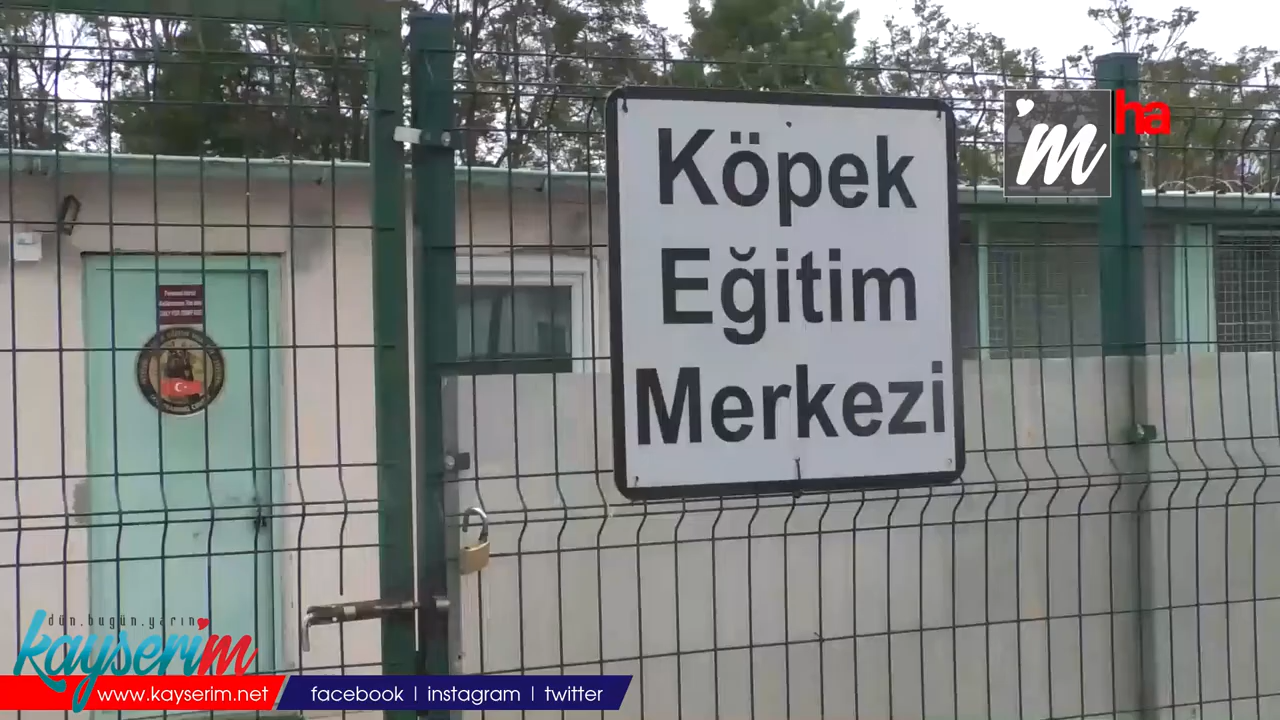 Köpek
Eğitim
Merkezi
'm
ha
dün.bugün.yarın
kayserim
www.kayserim.net
facebook | instagram | twitter